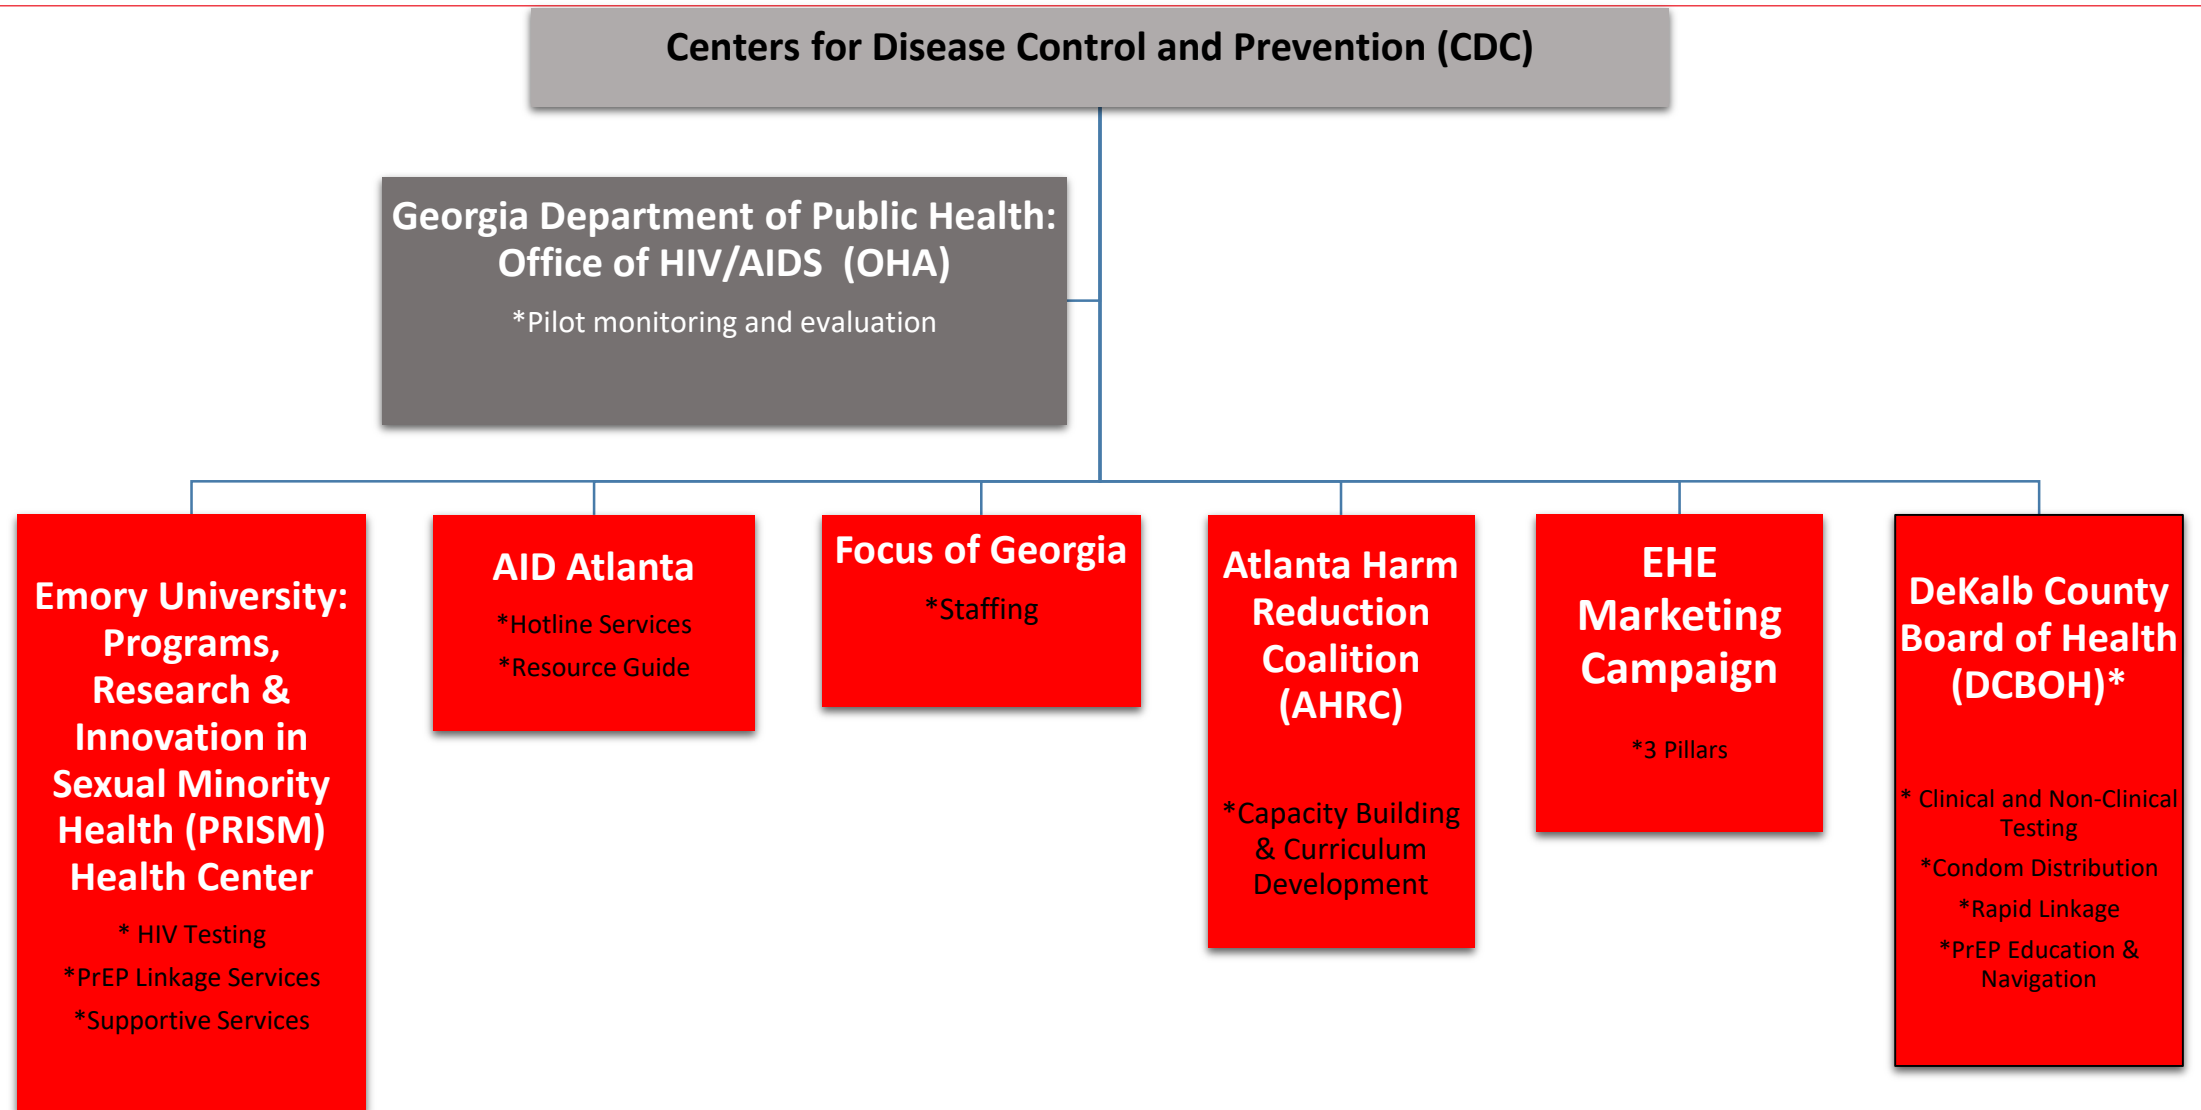 Centers for Disease Control and Prevention (CDC)
Georgia Department of Public Health:
Office of HIV/AIDS  (OHA)
*Pilot monitoring and evaluation
Emory University:
Programs,
Research &
Innovation in
Sexual Minority
Health (PRISM)
Health Center
* HIV Testing
*PrEP Linkage Services
*Supportive Services
AID Atlanta
*Hotline Services
*Resource Guide
Focus of Georgia
*Staffing
Atlanta Harm
Reduction
Coalition
(AHRC)
*Capacity Building
& Curriculum
Development
EHE
Marketing
Campaign
*3 Pillars
DeKalb County
Board of Health
(DCBOH)*
* Clinical and Non-Clinical
Testing
*Condom Distribution
*Rapid Linkage
*PrEP Education &
Navigation